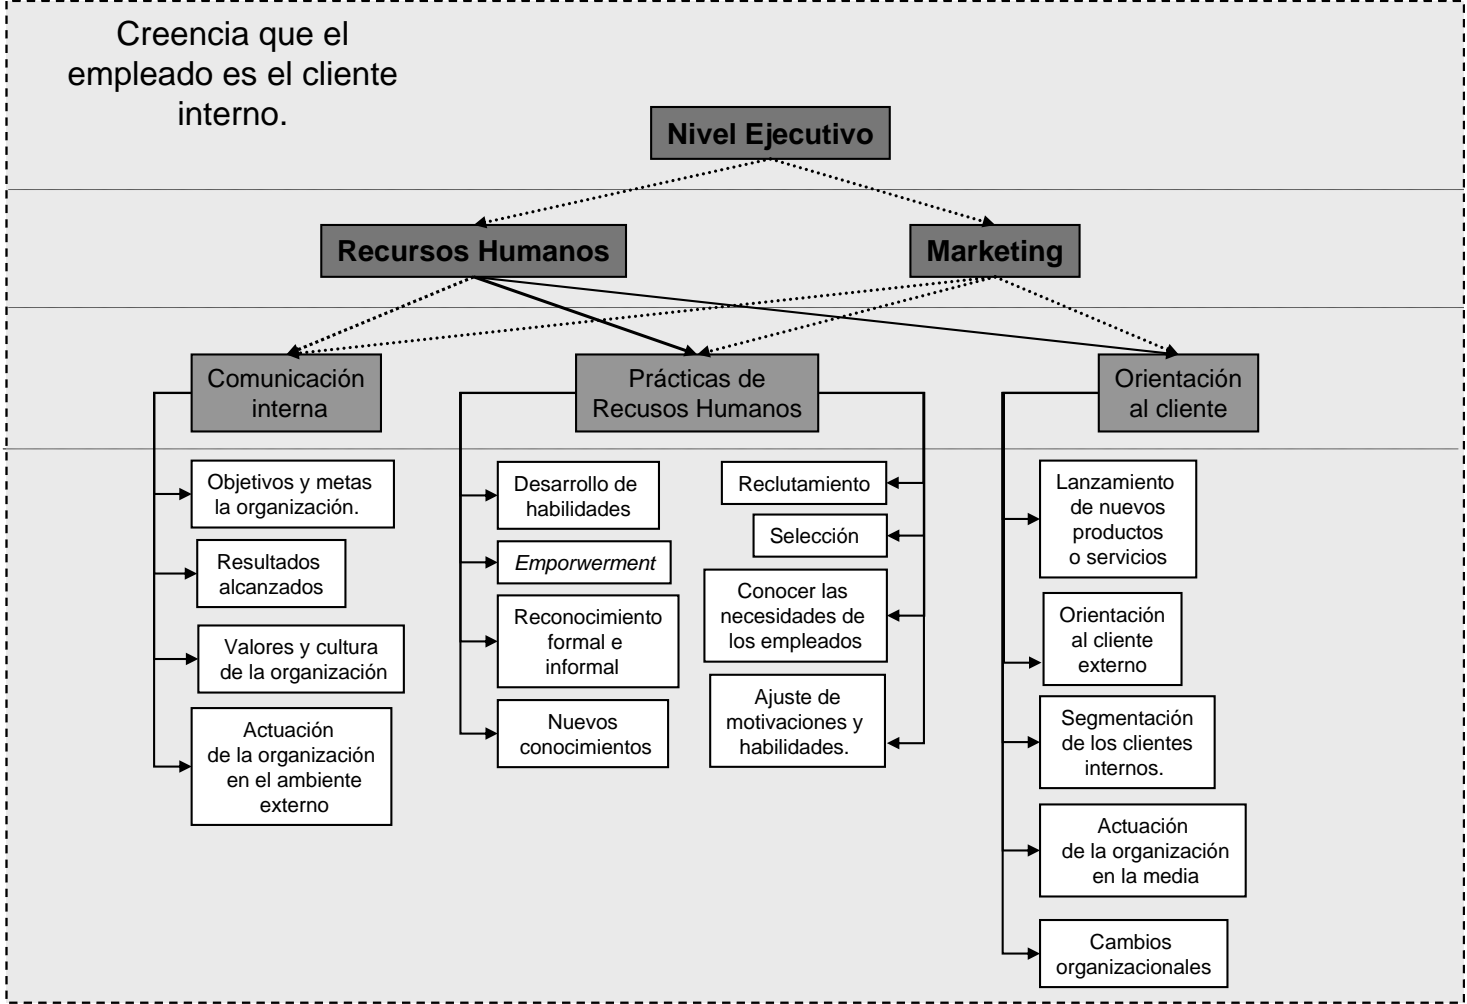 Creencia que el
empleado es el cliente
interno.
Nivel Ejecutivo
Recursos Humanos
Marketing
Comunicación
interna
Prácticas de
Recusos Humanos
Orientación
al cliente
Objetivos y metas
la organización.
Resultados
alcanzados
Valores y cultura
de la organización
Actuación
de la organización
en el ambiente
externo
Desarrollo de
habilidades
Emporwerment
Reconocimiento
formal e
informal
Nuevos
conocimientos
Reclutamiento
Selección
Conocer las
necesidades de
los empleados
Ajuste de
motivaciones y
habilidades.
Lanzamiento
de nuevos
productos
o servicios
Orientación
al cliente
externo
Segmentación
de los clientes
internos.
Actuación
de la organización
en la media
Cambios
organizacionales